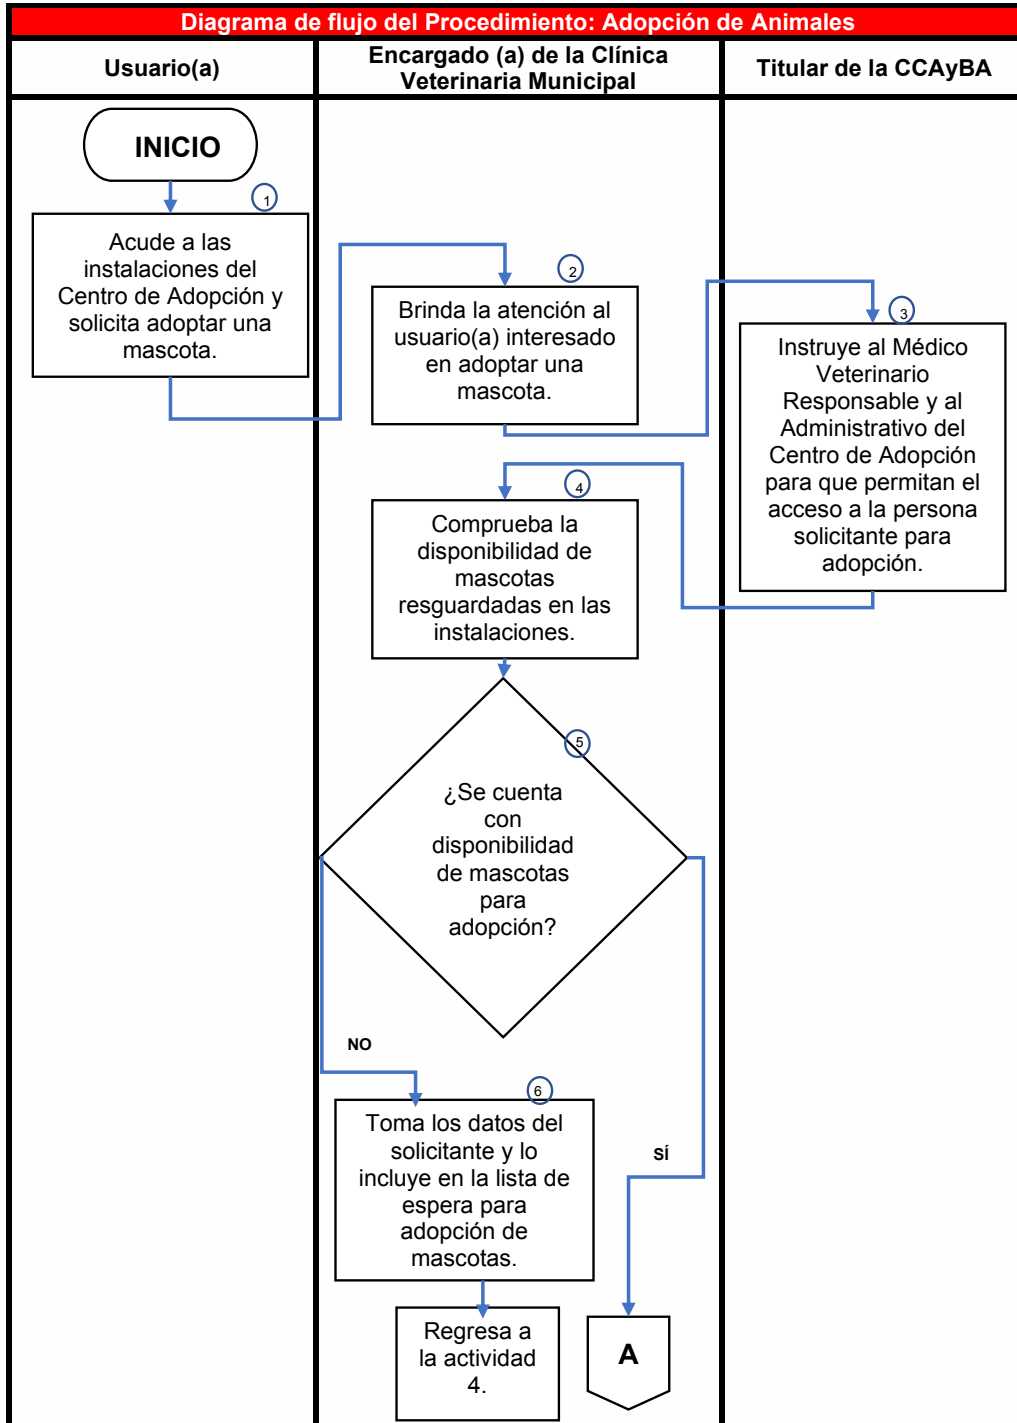 Diagrama de flujo del Procedimiento: Adopción de Animales
Usuario(a)
Encargado (a) de la Clínica
Veterinaria Municipal
Titular de la CCAyBA
INICIO
1
Acude a las
instalaciones del
Centro de Adopción y
solicita adoptar una
mascota.
2
Brinda la atención al
usuario(a) interesado
en adoptar una
mascota.
3
Instruye al Médico
Veterinario
Responsable y al
Administrativo del
Centro de Adopción
para que permitan el
acceso a la persona
solicitante para
adopción.
4
Comprueba la
disponibilidad de
mascotas
resguardadas en las
instalaciones.
5
¿Se cuenta
con
disponibilidad
de mascotas
para
adopción?
NO
6
Toma los datos del
solicitante y lo
incluye en la lista de
espera para
adopción de
mascotas.
SÍ
Regresa a
la actividad
4.
A